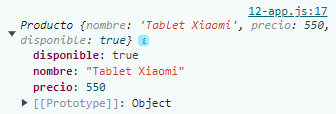 12-app.js:17
Producto {nombre: 'Tablet Xiaomi', precio: 550,
disponible: true} i
disponible: true
nombre: "Tablet Xiaomi"
precio: 550
[[Prototype]]: Object